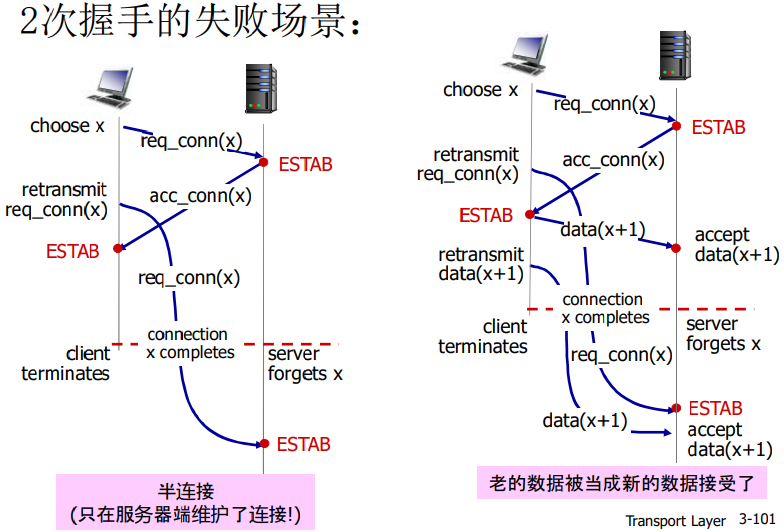 2次握手的失败场景：
choose x
req_conn(x)
ESTAB
retransmit
req_conn(x)
acc_conn(x)
ESTAB
req_conn(x)
client
terminates
connection
x completes
server
forgets x
ESTAB
半连接
(只在服务器端维护了连接!)
choose x
req_conn(x)
ESTAB
retransmit
req_conn(x)
acc_conn(x)
ESTAB
data(x+1)
accept
data(x+1)
retransmit
data(x+1)
connection
x completes
client
terminates
server
forgets x
req_conn(x)
ESTAB
data(x+1)
accept
data(x+1)
老的数据被当成新的数据接受了
Transport Layer 3-101